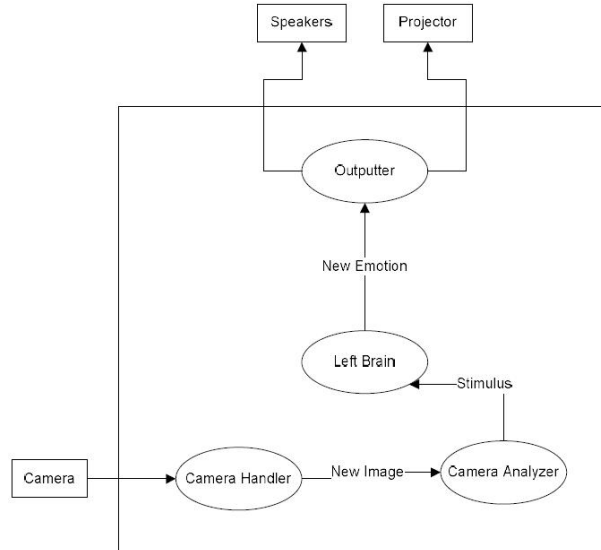 Speakers
Projector
Outputter
New Emotion
Left Brain
Stimulus
Camera
Camera Handler
New Image
Camera Analyzer